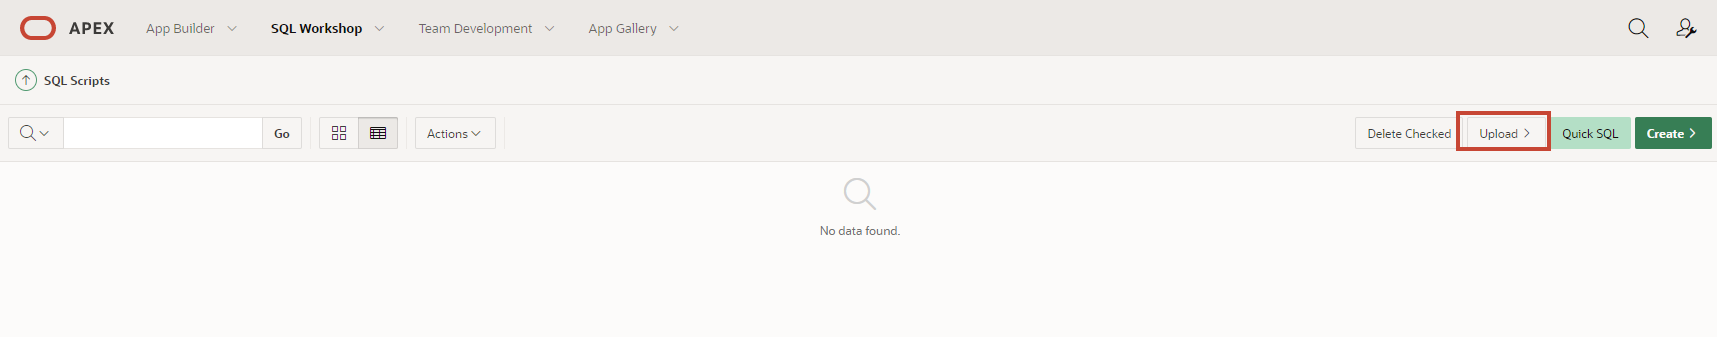 APEX App Builder SQL Workshop Team Development App Gallery
SQL Scripts
Go Actions Delete Checked Upload Quick SQL Create
No data found.